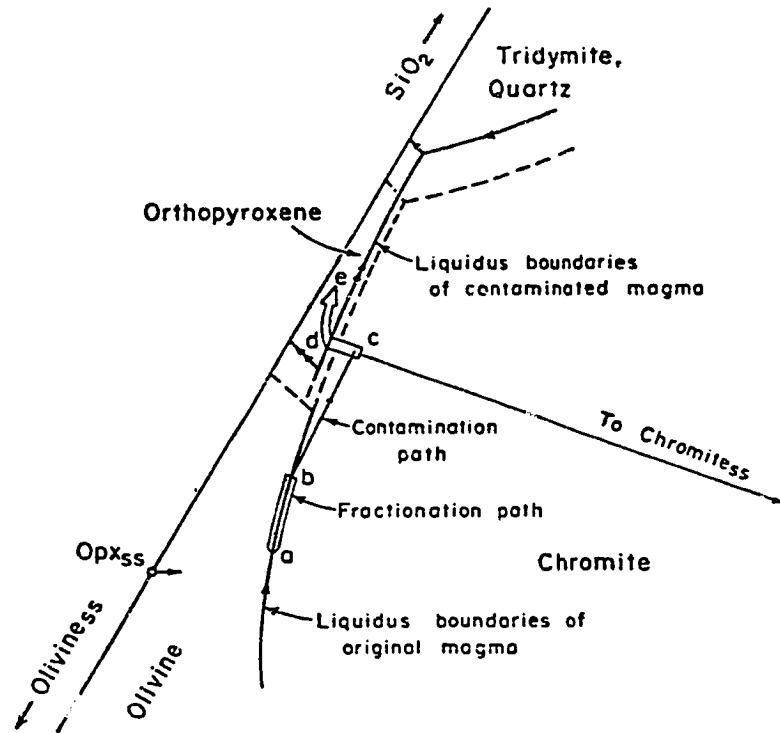 SiO2
Tridymite,
Quartz
Orthopyroxene
Liquidus boundaries
of contaminated magma
e
d
c
To Chromitess
Contamination
path
b
Fractionation path
a
Opxss
Chromite
Liquidus boundaries of
original magma
Oliviness
Olivine